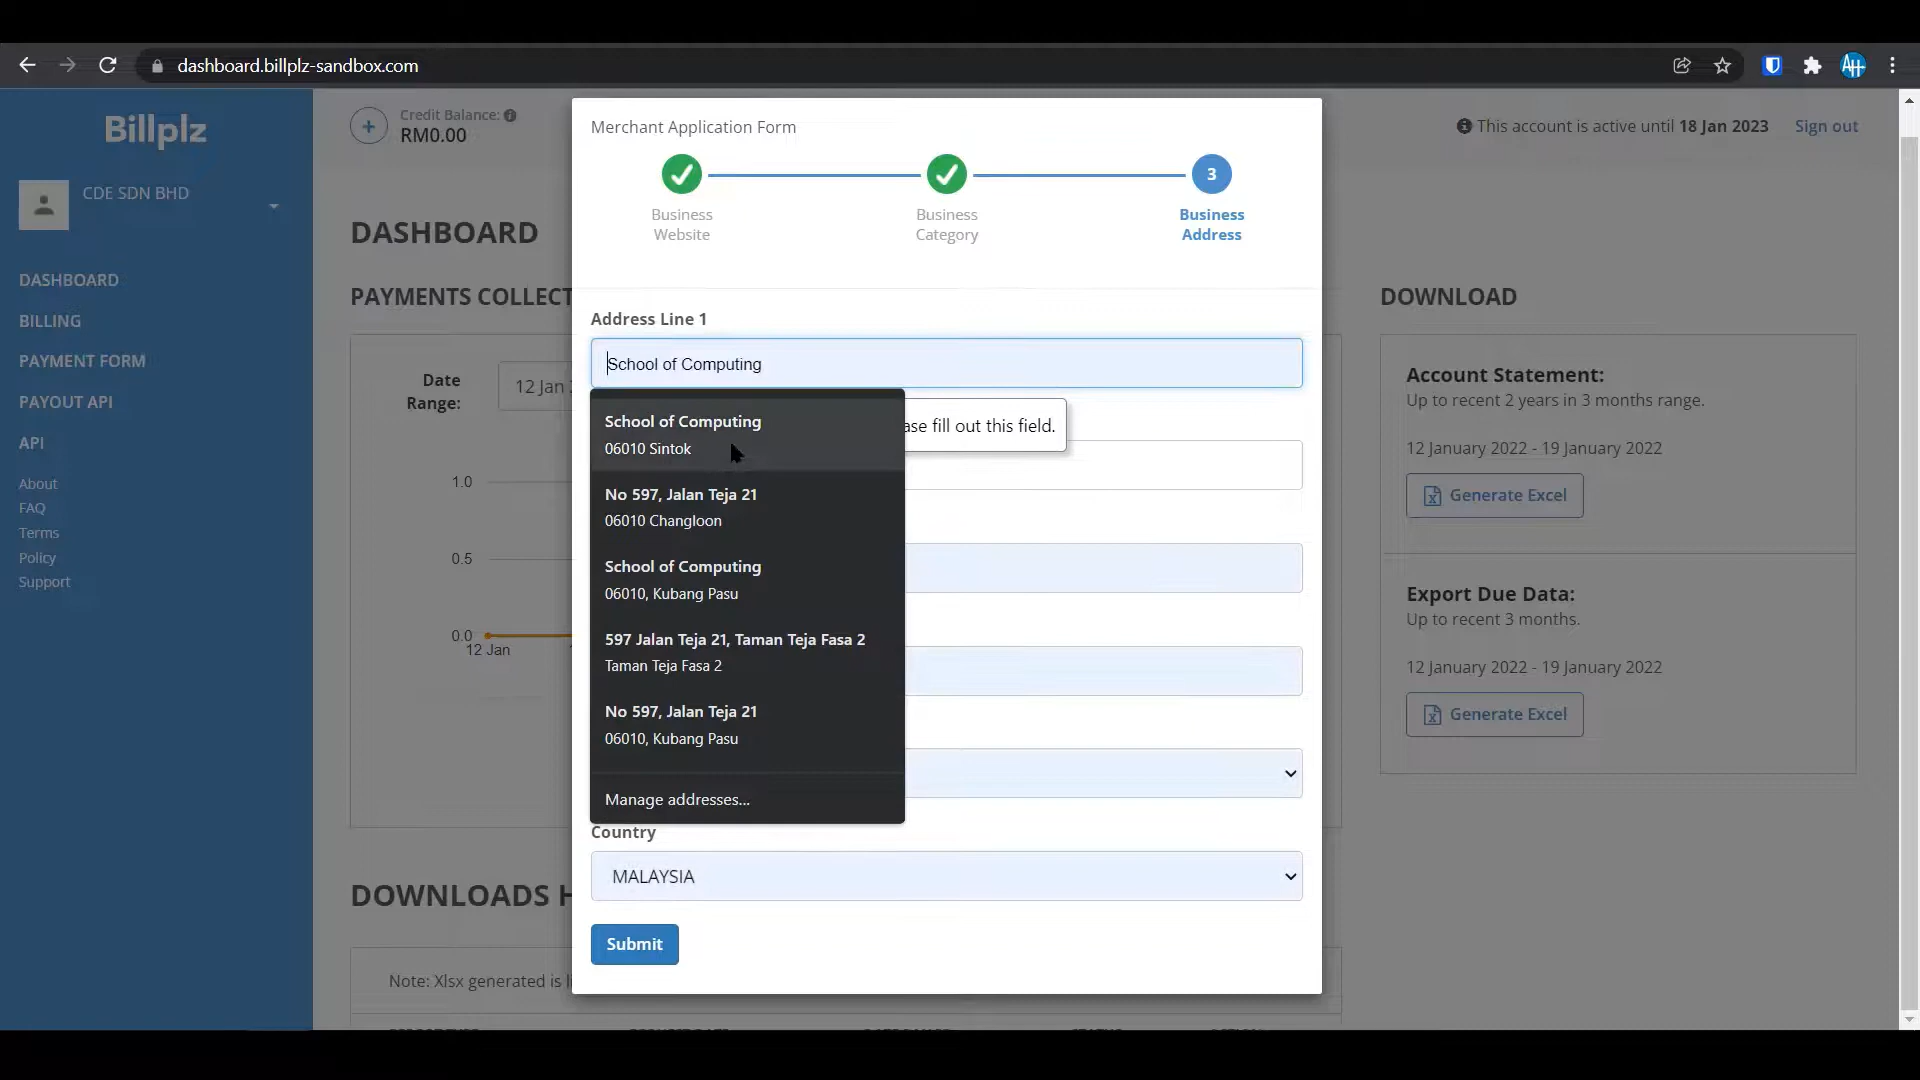 dashboard.billplz-sandbox.com
AH
Billplz
CDE SDN BHD
DASHBOARD
BILLING
PAYMENT FORM
PAYOUT API
API
About
FAQ
Terms
Policy
Support
Credit Balance:
RM0.00
This account is active until 18 Jan 2023
Sign out
DASHBOARD
PAYMENTS COLLECT
Date
Range:
12 Jan
1.0
0.5
0.0
12 Jan
DOWNLOADS H
Note: Xlsx generated is li
Merchant Application Form
3
Business
Website
Business
Category
Business
Address
Address Line 1
School of Computing
ase fill out this field.
School of Computing
06010 Sintok
No 597, Jalan Teja 21
06010 Changloon
School of Computing
06010, Kubang Pasu
597 Jalan Teja 21, Taman Teja Fasa 2
Taman Teja Fasa 2
No 597, Jalan Teja 21
06010, Kubang Pasu
Manage addresses...
Country
MALAYSIA
Submit
DOWNLOAD
Account Statement:
Up to recent 2 years in 3 months range.
12 January 2022 - 19 January 2022
Generate Excel
Export Due Data:
Up to recent 3 months.
12 January 2022 - 19 January 2022
Generate Excel